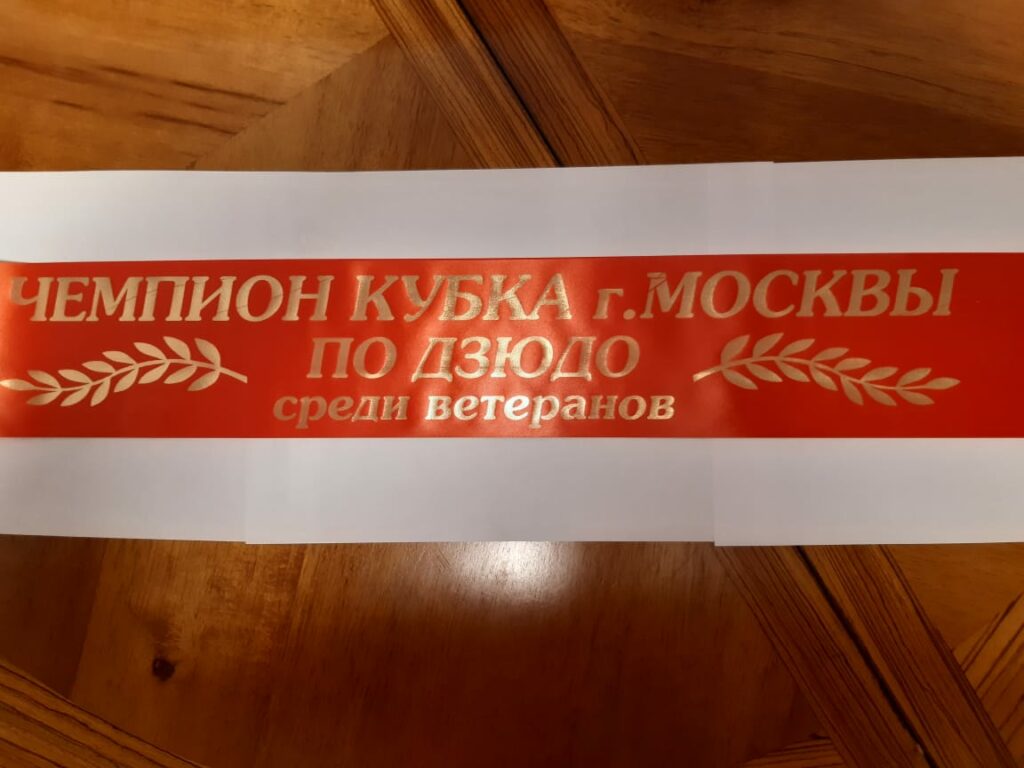 ЧЕМПИОН КУБКА г.МОСКВЫ
ПО ДЗЮДО
среди ветеранов